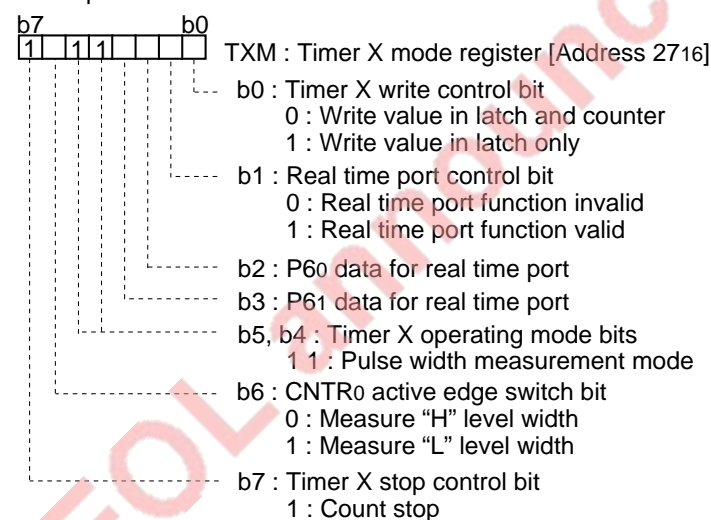 b7 b0
1 1 1 TXM : Timer X mode register [Address 2716]
b0 : Timer X write control bit
0 : Write value in latch and counter
1 : Write value in latch only
b1 : Real time port control bit
0 : Real time port function invalid
1 : Real time port function valid
b2 : P60 data for real time port
b3 : P61 data for real time port
b5, b4 : Timer X operating mode bits
1 1 : Pulse width measurement mode
b6 : CNTR0 active edge switch bit
0 : Measure “H” level width
1 : Measure “L” level width
b7 : Timer X stop control bit
1 : Count stop
EOL announc